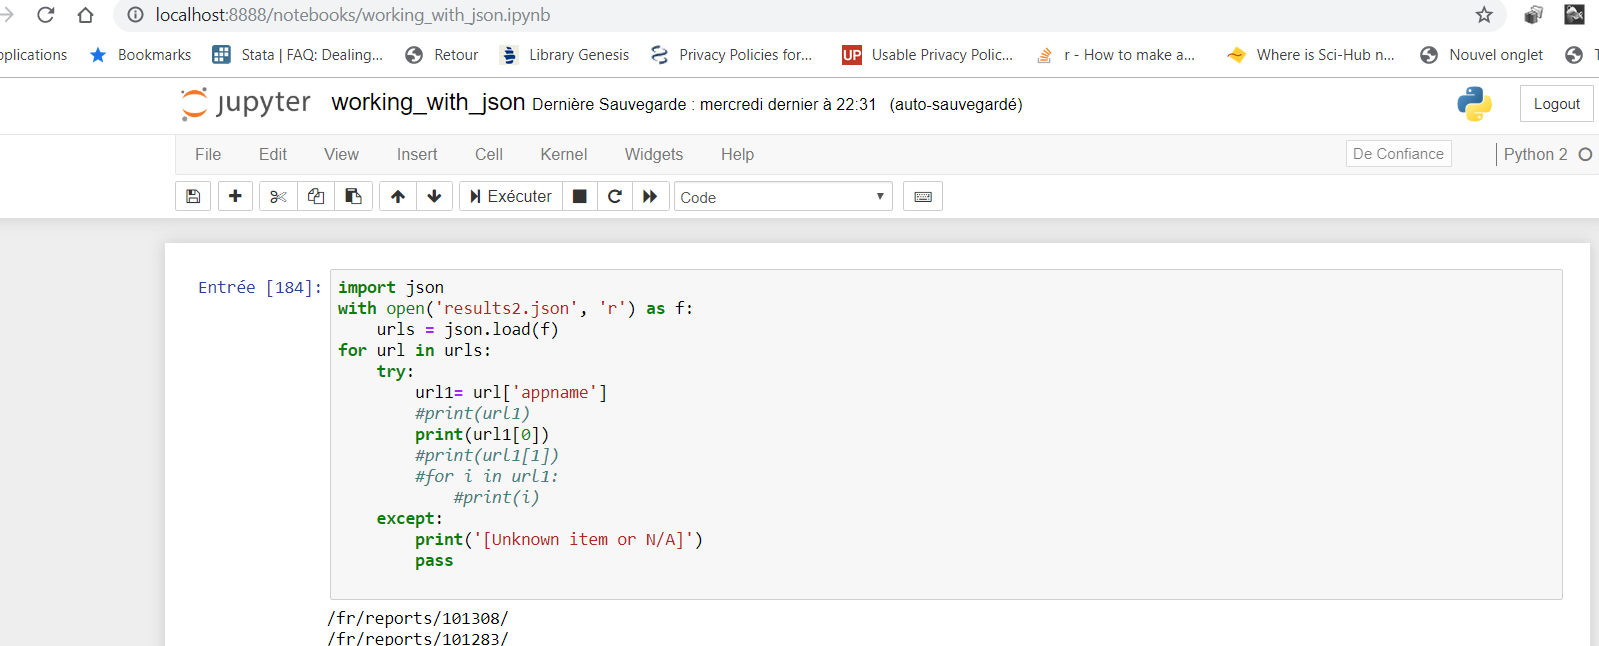 localhost:8888/notebooks/working_with_json.ipynb
plications Bookmarks Stata | FAQ: Dealing... Retour Library Genesis Privacy Policies for... UP Usable Privacy Polic... r - How to make a... Where is Sci-Hub n... Nouvel onglet
jupyter working_with_json Dernière Sauvegarde : mercredi dernier à 22:31 (auto-sauvegardé) Logout
File Edit View Insert Cell Kernel Widgets Help De Confiance Python 2
Exécuter Code
Entrée [184]: import json
with open('results2.json', 'r') as f:
    urls = json.load(f)
for url in urls:
    try:
        url1= url['appname']
        #print(url1)
        print(url1[0])
        #print(url1[1])
        #for i in url1:
            #print(i)
    except:
        print('[Unknown item or N/A]')
        pass
/fr/reports/101308/
/fr/reports/101283/